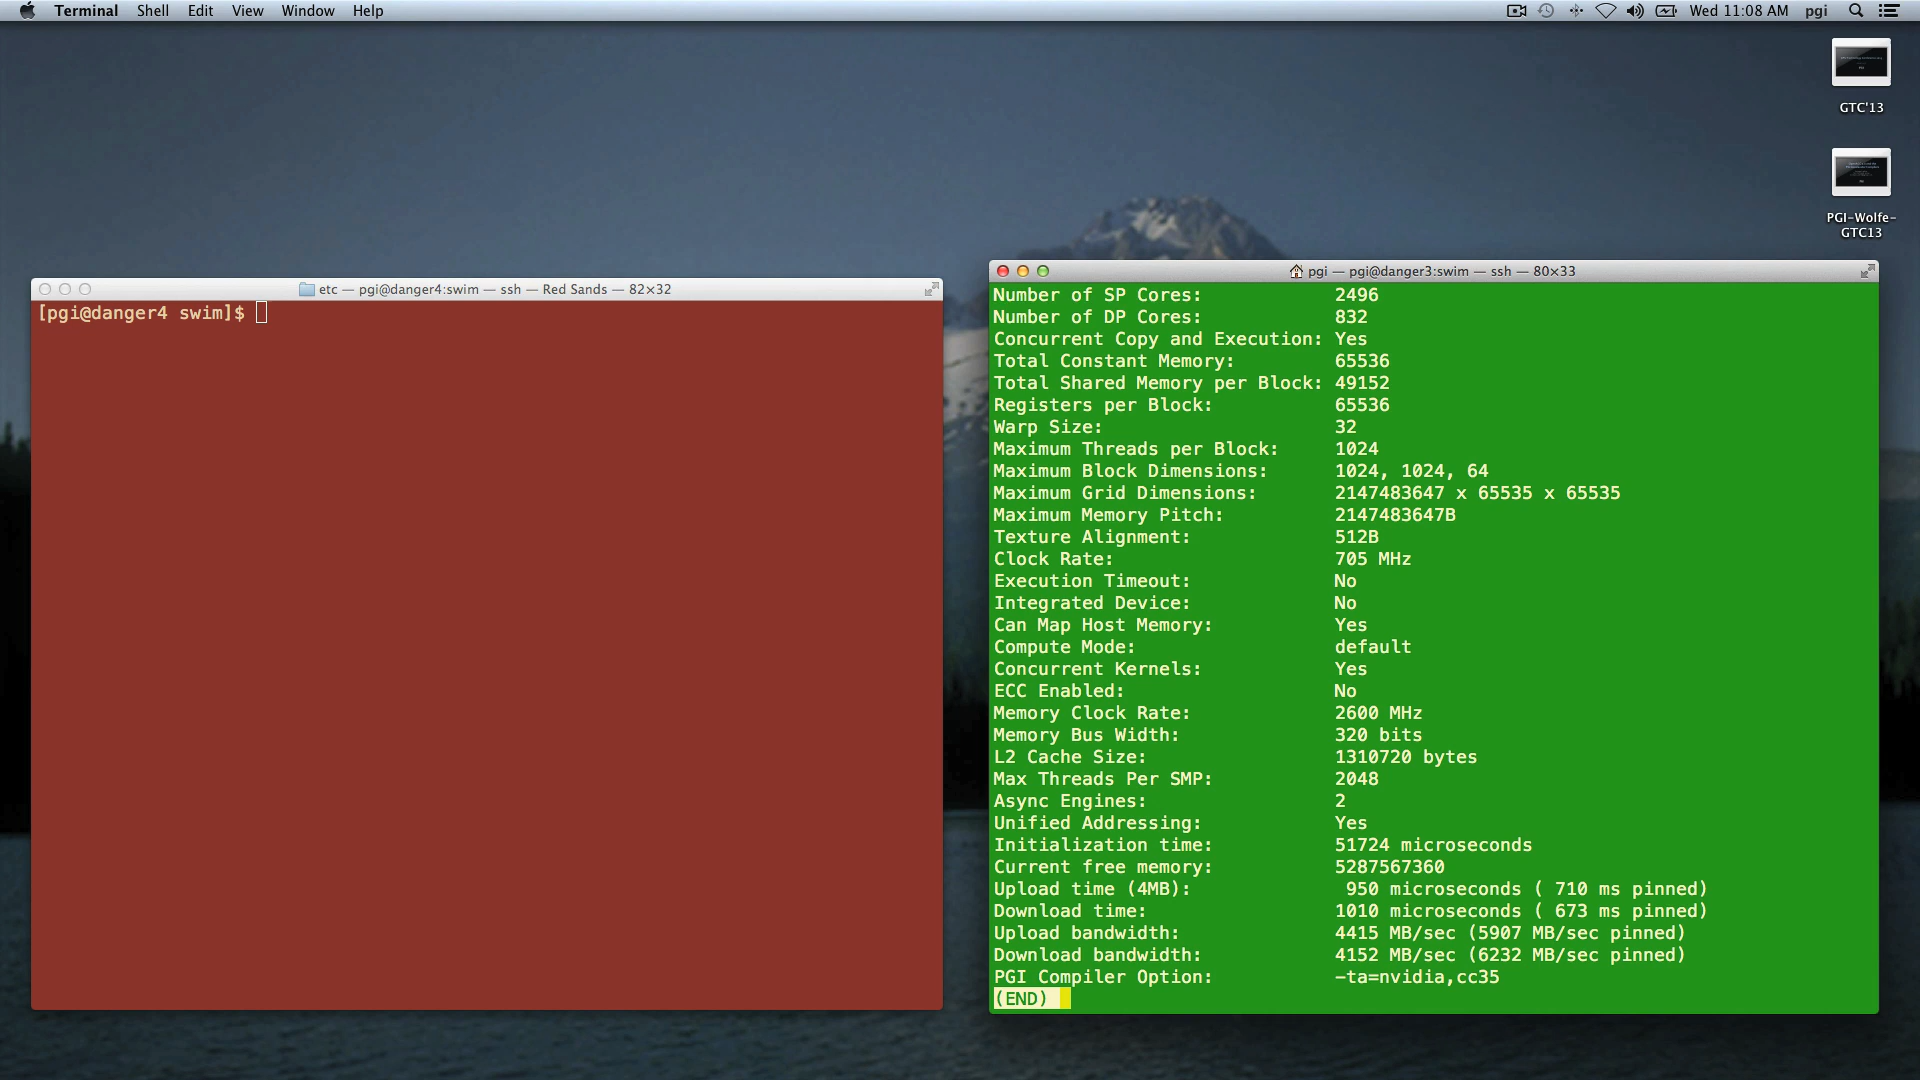 Terminal Shell Edit View Window Help Wed 11:08 AM pgi
GTC'13
PGI-Wolfe-
GTC13
etc — pgi@danger4:swim — ssh — Red Sands — 82×32
[pgi@danger4 swim]$
pgi — pgi@danger3:swim — ssh — 80×33
Number of SP Cores: 2496
Number of DP Cores: 832
Concurrent Copy and Execution: Yes
Total Constant Memory: 65536
Total Shared Memory per Block: 49152
Registers per Block: 65536
Warp Size: 32
Maximum Threads per Block: 1024
Maximum Block Dimensions: 1024, 1024, 64
Maximum Grid Dimensions: 2147483647 x 65535 x 65535
Maximum Memory Pitch: 2147483647B
Texture Alignment: 512B
Clock Rate: 705 MHz
Execution Timeout: No
Integrated Device: No
Can Map Host Memory: Yes
Compute Mode: default
Concurrent Kernels: Yes
ECC Enabled: No
Memory Clock Rate: 2600 MHz
Memory Bus Width: 320 bits
L2 Cache Size: 1310720 bytes
Max Threads Per SMP: 2048
Async Engines: 2
Unified Addressing: Yes
Initialization time: 51724 microseconds
Current free memory: 5287567360
Upload time (4MB): 950 microseconds ( 710 ms pinned)
Download time: 1010 microseconds ( 673 ms pinned)
Upload bandwidth: 4415 MB/sec (5907 MB/sec pinned)
Download bandwidth: 4152 MB/sec (6232 MB/sec pinned)
PGI Compiler Option: -ta=nvidia,cc35
(END)